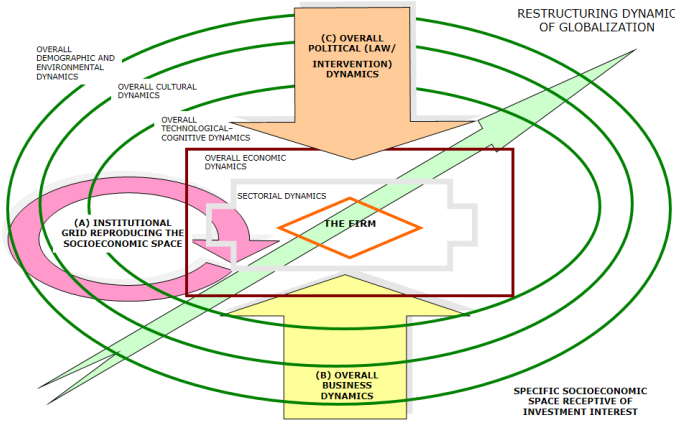 RESTRUCTURING DYNAMIC
OF GLOBALIZATION
(C) OVERALL
POLITICAL (LAW/
INTERVENTION)
DYNAMICS
OVERALL
DEMOGRAPHIC AND
ENVIRONMENTAL
DYNAMICS
OVERALL CULTURAL
DYNAMICS
OVERALL
TECHNOLOGICAL–
COGNITIVE DYNAMICS
OVERALL ECONOMIC
DYNAMICS
SECTORIAL DYNAMICS
THE FIRM
(A) INSTITUTIONAL
GRID REPRODUCING THE
SOCIOECONOMIC SPACE
(B) OVERALL
BUSINESS
DYNAMICS
SPECIFIC SOCIOECONOMIC
SPACE RECEPTIVE OF
INVESTMENT INTEREST